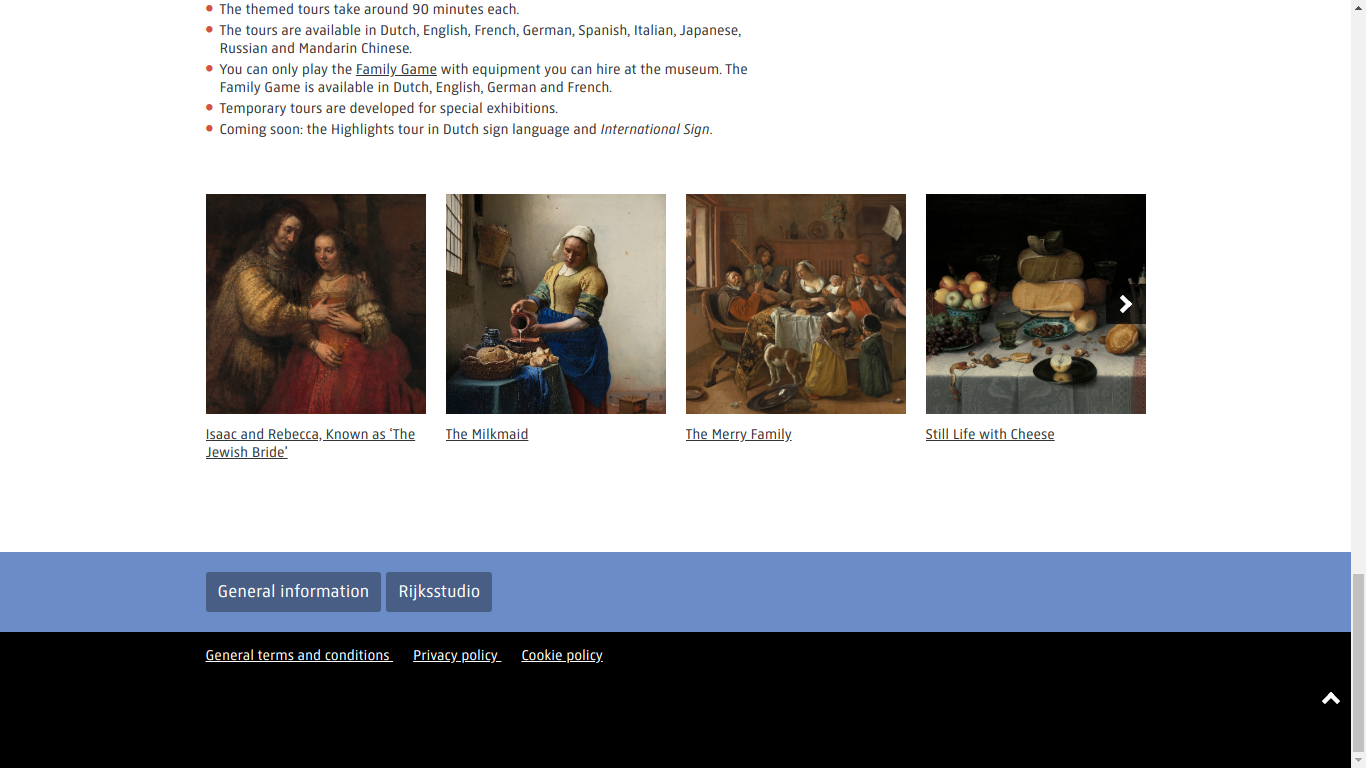 The themed tours take around 90 minutes each.
The tours are available in Dutch, English, French, German, Spanish, Italian, Japanese,
Russian and Mandarin Chinese.
You can only play the Family Game with equipment you can hire at the museum. The
Family Game is available in Dutch, English, German and French.
Temporary tours are developed for special exhibitions.
Coming soon: the Highlights tour in Dutch sign language and International Sign.
Isaac and Rebecca, Known as ‘The
Jewish Bride’
The Milkmaid
The Merry Family
Still Life with Cheese
General information
Rijksstudio
General terms and conditions
Privacy policy
Cookie policy